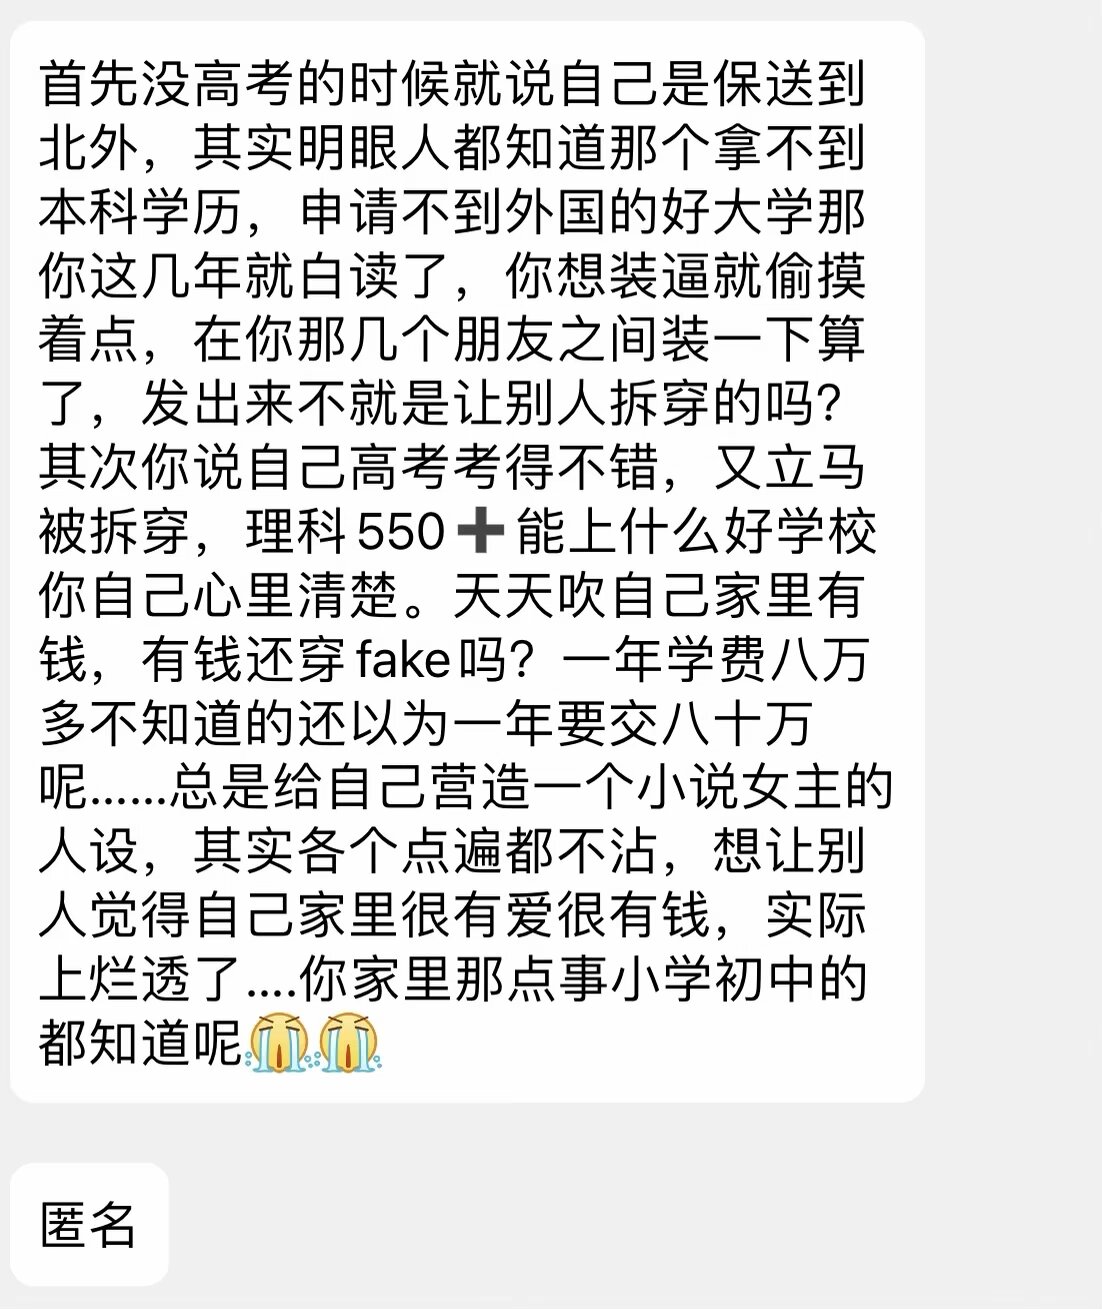 首先没高考的时候就说自己是保送到
北外，其实明眼人都知道那个拿不到
本科学历，申请不到外国的好大学那
你这几年就白读了，你想装逼就偷摸
着点，在你那几个朋友之间装一下算
了，发出来不就是让别人拆穿的吗？
其次你说自己高考考得不错，又立马
被拆穿，理科550➕能上什么好学校
你自己心里清楚。天天吹自己家里有
钱，有钱还穿fake吗？一年学费八万
多不知道的还以为一年要交八十万
呢......总是给自己营造一个小说女主的
人设，其实各个点遍都不沾，想让别
人觉得自己家里很有爱很有钱，实际
上烂透了....你家里那点事小学初中的
都知道呢😭😭
匿名